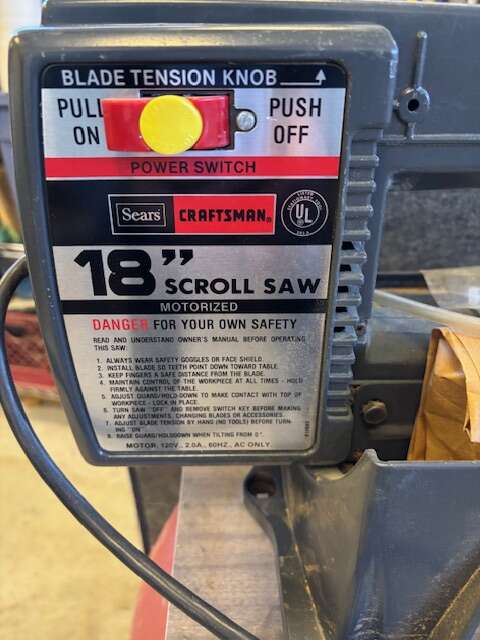 BLADE TENSION KNOB
PULL PUSH
ON OFF
POWER SWITCH
Sears CRAFTSMAN® UL
18” SCROLL SAW
MOTORIZED
DANGER FOR YOUR OWN SAFETY
READ AND UNDERSTAND OWNER'S MANUAL BEFORE OPERATING
THIS SAW:
1. ALWAYS WEAR SAFETY GOGGLES OR FACE SHIELD.
2. INSTALL BLADE SO TEETH POINT DOWN TOWARD TABLE.
3. KEEP FINGERS A SAFE DISTANCE FROM THE BLADE.
4. MAINTAIN CONTROL OF THE WORKPIECE AT ALL TIMES - HOLD
FIRMLY AGAINST THE TABLE.
5. ADJUST GUARD/HOLD-DOWN TO MAKE CONTACT WITH TOP OF
WORKPIECE - LOCK IN PLACE.
6. TURN SAW "OFF" AND REMOVE SWITCH KEY BEFORE MAKING
ANY ADJUSTMENTS, CHANGING BLADES OR ACCESSORIES.
7. ADJUST BLADE TENSION BY HAND (NO TOOLS) BEFORE TURN-
ING "ON".
8. RAISE GUARD/HOLDDOWN WHEN TILTING FROM 0°.
MOTOR, 120V., 2.0A., 60HZ., AC ONLY.